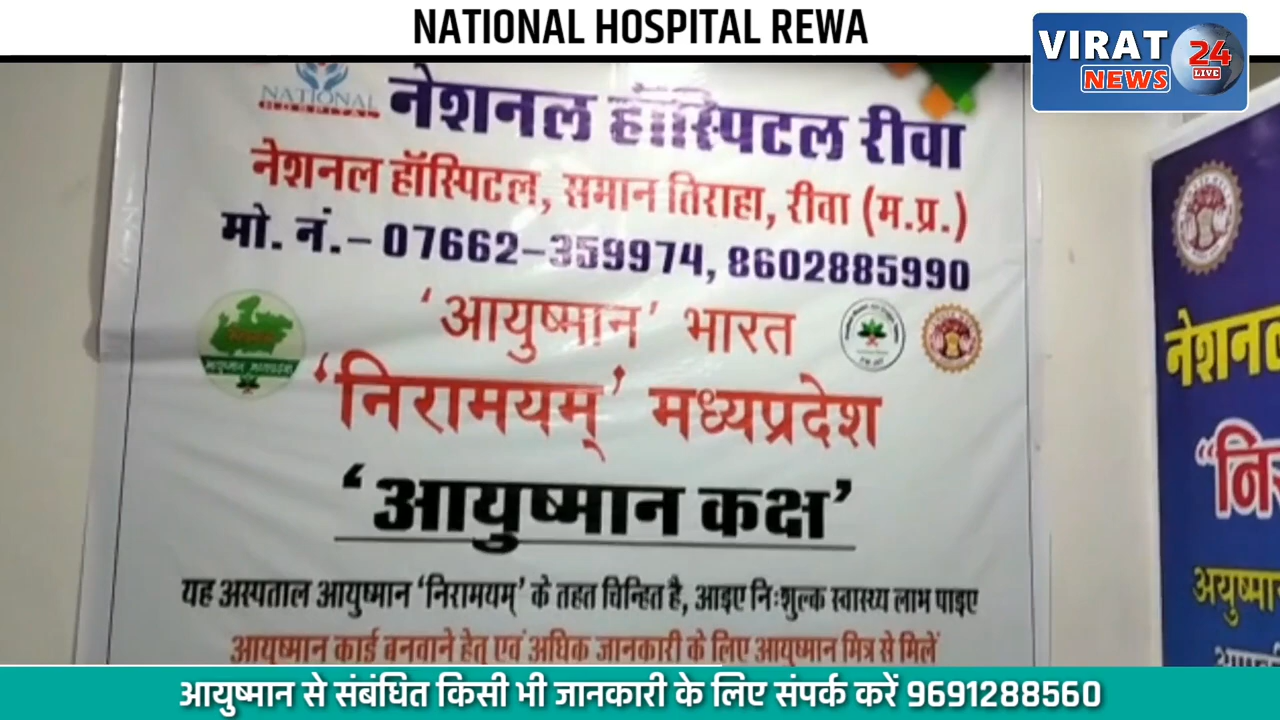 NATIONAL HOSPITAL REWA
VIRAT 24
NEWS LIVE
NATIONAL
HOSPITAL
नेशनल हॉस्पिटल रीवा
नेशनल हॉस्पिटल, समान तिराहा, रीवा (म.प्र.)
मो. नं.- 07662-359974, 8602885990
'आयुष्मान' भारत
'निरामयम्' मध्यप्रदेश
'आयुष्मान कक्ष'
यह अस्पताल आयुष्मान 'निरामयम्' के तहत चिन्हित है, आइए निःशुल्क स्वास्थ्य लाभ पाइए
आयुष्मान कार्ड बनवाने हेतु एवं अधिक जानकारी के लिए आयुष्मान मित्र से मिलें
आयुष्मान से संबंधित किसी भी जानकारी के लिए संपर्क करें 9691288560